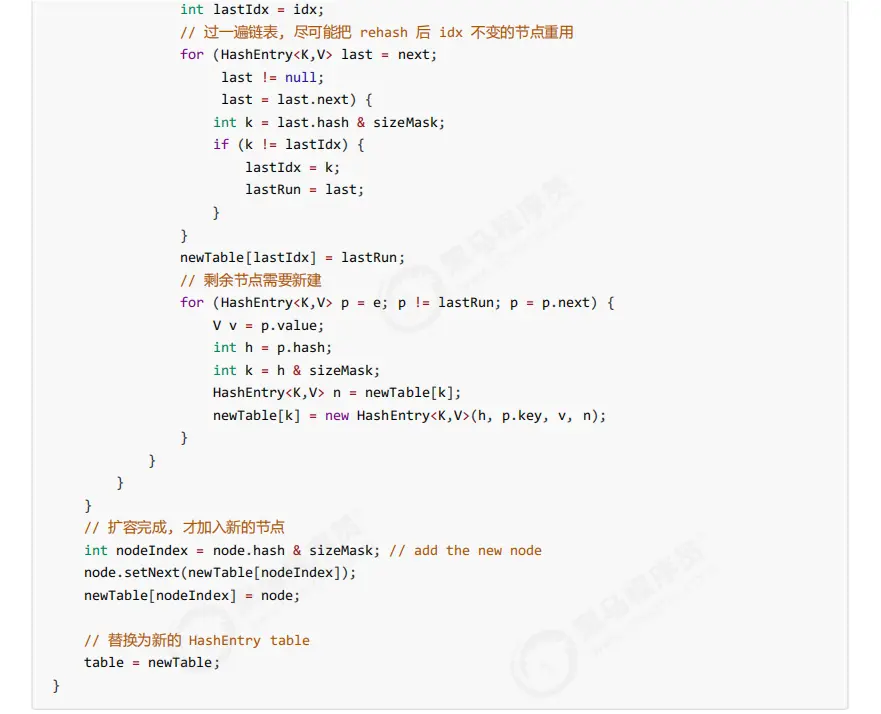 int lastIdx = idx;
// 过一遍链表, 尽可能把 rehash 后 idx 不变的节点重用
for (HashEntry<K,V> last = next;
last != null;
last = last.next) {
int k = last.hash & sizeMask;
if (k != lastIdx) {
lastIdx = k;
lastRun = last;
}
}
newTable[lastIdx] = lastRun;
// 剩余节点需要新建
for (HashEntry<K,V> p = e; p != lastRun; p = p.next) {
V v = p.value;
int h = p.hash;
int k = h & sizeMask;
HashEntry<K,V> n = newTable[k];
newTable[k] = new HashEntry<K,V>(h, p.key, v, n);
}
}
}
}
// 扩容完成, 才加入新的节点
int nodeIndex = node.hash & sizeMask; // add the new node
node.setNext(newTable[nodeIndex]);
newTable[nodeIndex] = node;
// 替换为新的 HashEntry table
table = newTable;
}